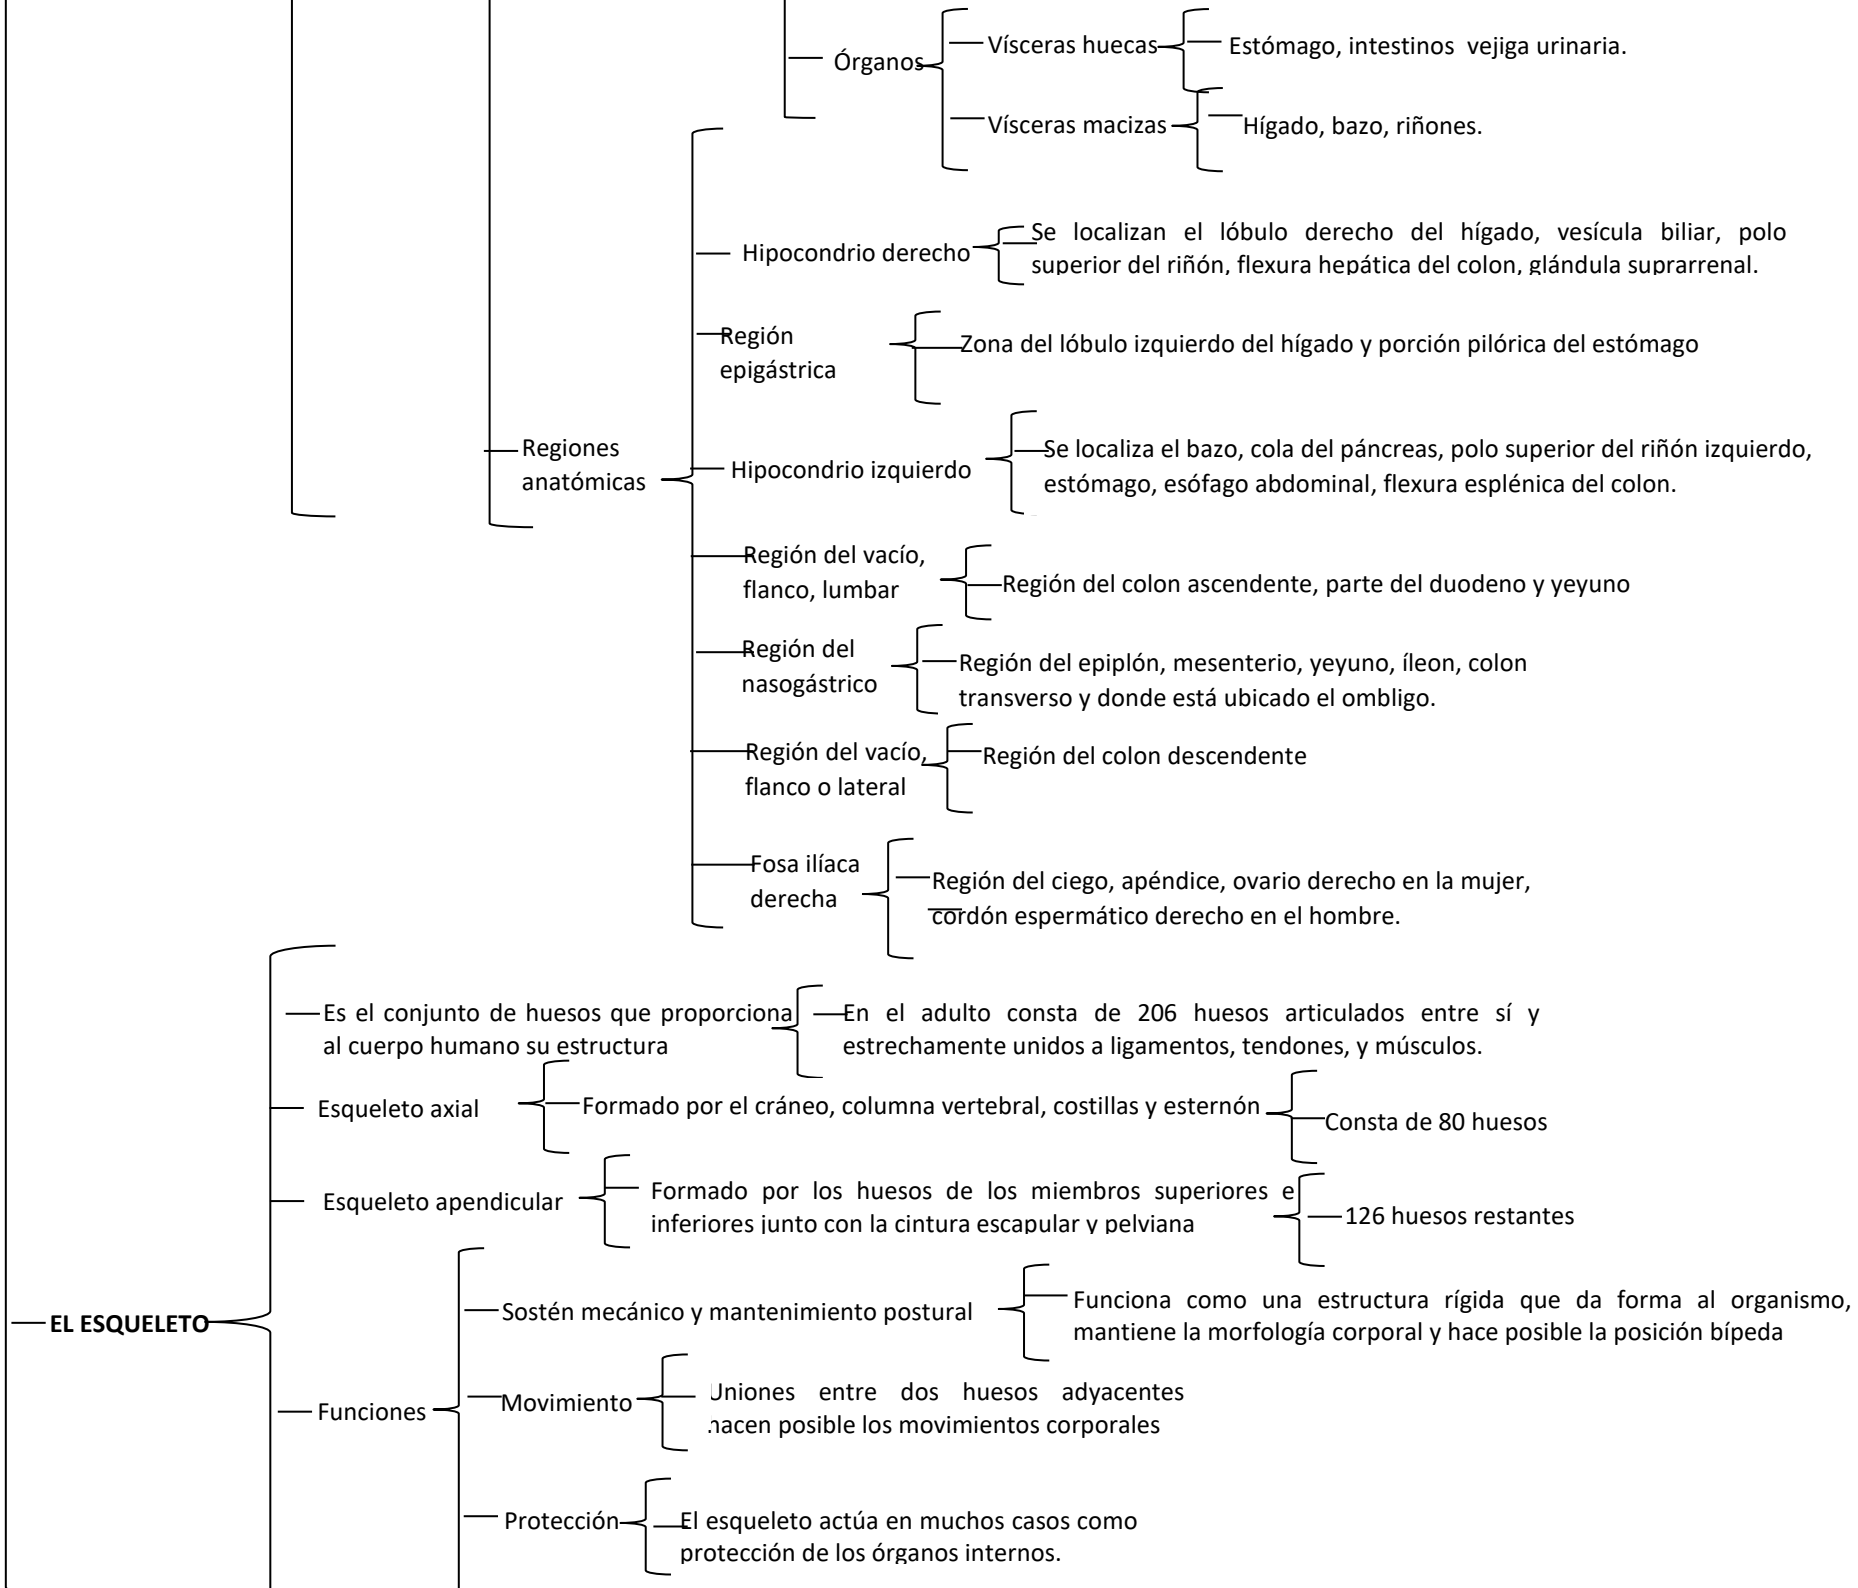 Órganos
Vísceras huecas
Estómago, intestinos vejiga urinaria.
Vísceras macizas
Hígado, bazo, riñones.
Regiones
anatómicas
Hipocondrio derecho
Se localizan el lóbulo derecho del hígado, vesícula biliar, polo
superior del riñón, flexura hepática del colon, glándula suprarrenal.
Región
epigástrica
Zona del lóbulo izquierdo del hígado y porción pilórica del estómago
Hipocondrio izquierdo
Se localiza el bazo, cola del páncreas, polo superior del riñón izquierdo,
estómago, esófago abdominal, flexura esplénica del colon.
Región del vacío,
flanco, lumbar
Región del colon ascendente, parte del duodeno y yeyuno
Región del
nasogástrico
Región del epiplón, mesenterio, yeyuno, íleon, colon
transverso y donde está ubicado el ombligo.
Región del vacío,
flanco o lateral
Región del colon descendente
Fosa ilíaca
derecha
Región del ciego, apéndice, ovario derecho en la mujer,
cordón espermático derecho en el hombre.
EL ESQUELETO
Es el conjunto de huesos que proporciona
al cuerpo humano su estructura
En el adulto consta de 206 huesos articulados entre sí y
estrechamente unidos a ligamentos, tendones, y músculos.
Esqueleto axial
Formado por el cráneo, columna vertebral, costillas y esternón
Consta de 80 huesos
Esqueleto apendicular
Formado por los huesos de los miembros superiores e
inferiores junto con la cintura escapular y pelviana
126 huesos restantes
Funciones
Sostén mecánico y mantenimiento postural
Funciona como una estructura rígida que da forma al organismo,
mantiene la morfología corporal y hace posible la posición bípeda
Movimiento
Uniones entre dos huesos adyacentes
hacen posible los movimientos corporales
Protección
El esqueleto actúa en muchos casos como
protección de los órganos internos.